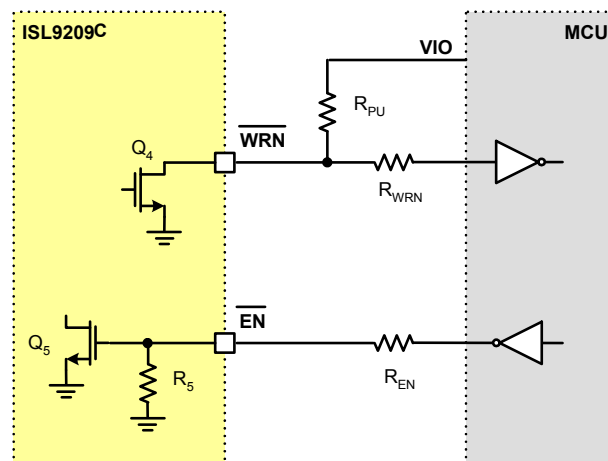 ISL9209C MCU
VIO
R_PU
Q_4
WRN
R_WRN
EN
Q_5
R_5
R_EN